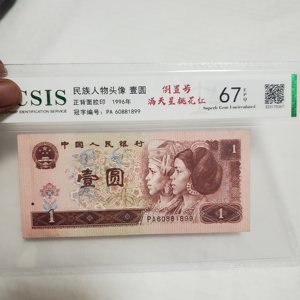 CSIS
IDENTIFICATION SERVICE
民族人物头像 壹圆
正背面胶印 1996年
冠字编号：PA 60881899
倒置号
满天星桃花红
67 EPQ
Superb Gem Uncirculated
中国人民银行
1
壹圆
1
PA60881899